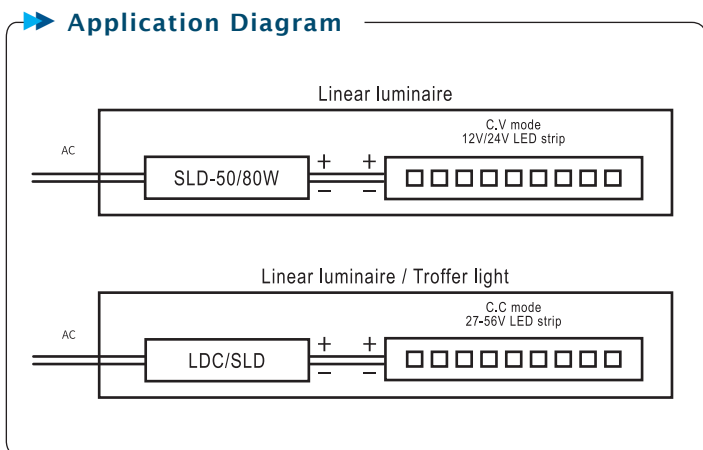 Application Diagram
Linear luminaire
C.V mode
12V/24V LED strip
AC
SLD-50/80W
+ +
− −
Linear luminaire / Troffer light
C.C mode
27-56V LED strip
AC
LDC/SLD
+ +
− −